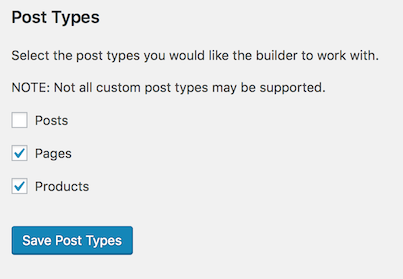 Post Types
Select the post types you would like the builder to work with.
NOTE: Not all custom post types may be supported.
Posts
Pages
Products
Save Post Types